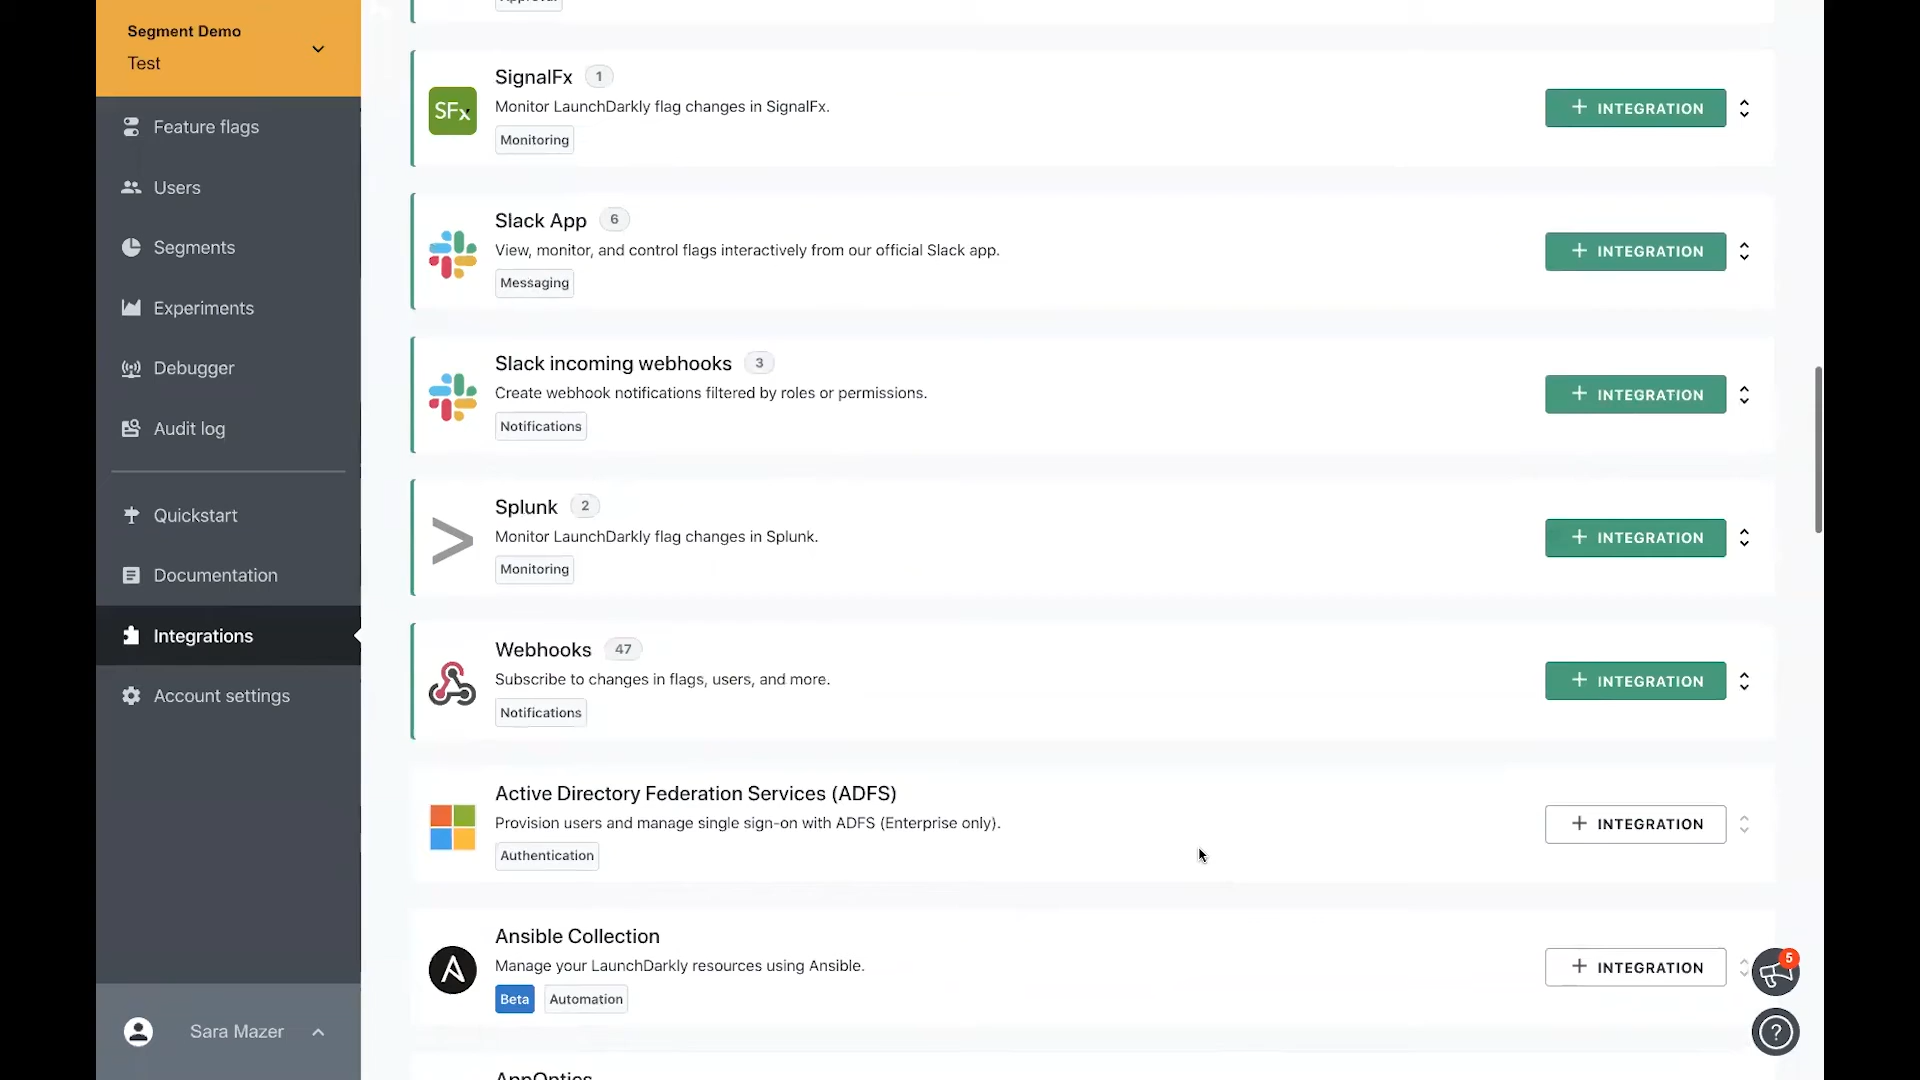 Segment Demo
Test
Feature flags
Users
Segments
Experiments
Debugger
Audit log
Quickstart
Documentation
Integrations
Account settings
Sara Mazer
SFx
SignalFx 1
Monitor LaunchDarkly flag changes in SignalFx.
Monitoring
+ INTEGRATION
Slack App 6
View, monitor, and control flags interactively from our official Slack app.
Messaging
+ INTEGRATION
Slack incoming webhooks 3
Create webhook notifications filtered by roles or permissions.
Notifications
+ INTEGRATION
Splunk 2
Monitor LaunchDarkly flag changes in Splunk.
Monitoring
+ INTEGRATION
Webhooks 47
Subscribe to changes in flags, users, and more.
Notifications
+ INTEGRATION
Active Directory Federation Services (ADFS)
Provision users and manage single sign-on with ADFS (Enterprise only).
Authentication
+ INTEGRATION
Ansible Collection
Manage your LaunchDarkly resources using Ansible.
Beta Automation
+ INTEGRATION
5
?